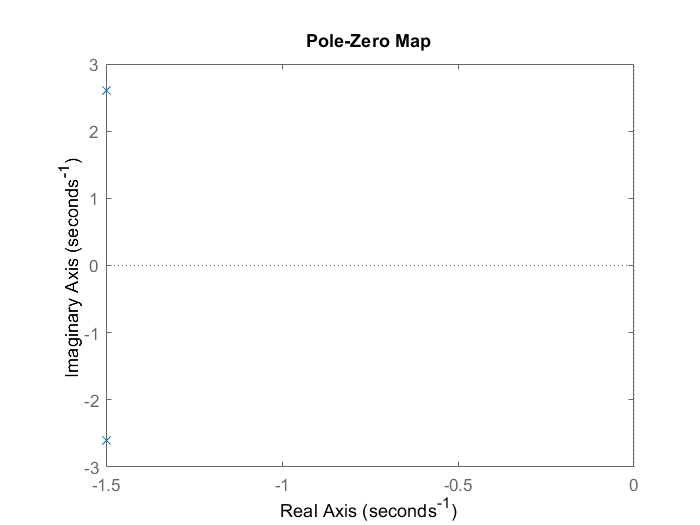 Pole-Zero Map
3
2
1
0
-1
-2
-3
Imaginary Axis (seconds⁻¹)
-1.5 -1 -0.5 0
Real Axis (seconds⁻¹)